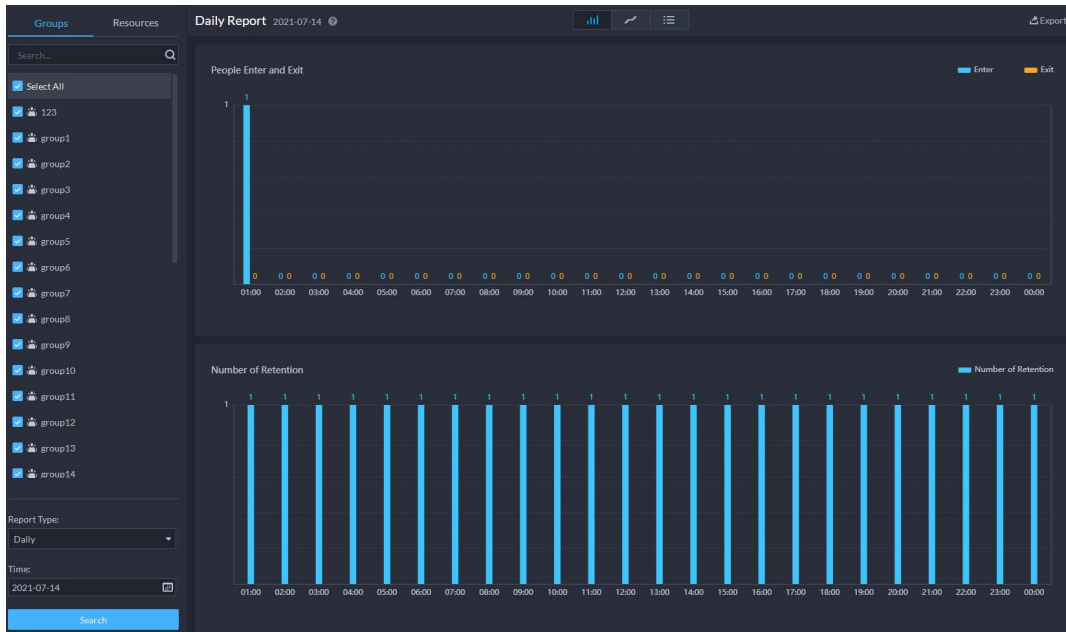 Groups Resources
Search...
Select All
123
group1
group2
group3
group4
group5
group6
group7
group8
group9
group10
group11
group12
group13
group14
Report Type:
Daily
Time:
2021-07-14
Search
Daily Report 2021-07-14 ?
Export
People Enter and Exit
Enter Exit
1
1
0 0 0 0 0 0 0 0 0 0 0 0 0 0 0 0 0 0 0 0 0 0 0 0 0 0 0 0 0 0 0 0 0 0 0 0 0 0 0 0 0 0 0 0 0 0 0
01:00 02:00 03:00 04:00 05:00 06:00 07:00 08:00 09:00 10:00 11:00 12:00 13:00 14:00 15:00 16:00 17:00 18:00 19:00 20:00 21:00 22:00 23:00 00:00
Number of Retention
Number of Retention
1 1 1 1 1 1 1 1 1 1 1 1 1 1 1 1 1 1 1 1 1 1 1 1
1
01:00 02:00 03:00 04:00 05:00 06:00 07:00 08:00 09:00 10:00 11:00 12:00 13:00 14:00 15:00 16:00 17:00 18:00 19:00 20:00 21:00 22:00 23:00 00:00